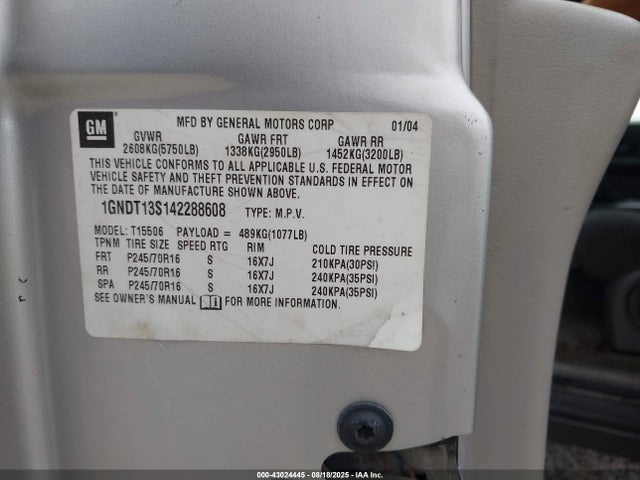 GM
MFD BY GENERAL MOTORS CORP 01/04
GVWR GAWR FRT GAWR RR
2608KG(5750LB) 1338KG(2950LB) 1452KG(3200LB)
THIS VEHICLE CONFORMS TO ALL APPLICABLE U.S. FEDERAL MOTOR
VEHICLE SAFETY AND THEFT PREVENTION STANDARDS IN EFFECT ON
THE DATE OF MANUFACTURE SHOWN ABOVE.
1GNDT13S142288608 TYPE: M.P.V.
MODEL: T15506 PAYLOAD = 489KG(1077LB)
TPNM TIRE SIZE SPEED RTG RIM COLD TIRE PRESSURE
FRT P245/70R16 S 16X7J 210KPA(30PSI)
RR P245/70R16 S 16X7J 240KPA(35PSI)
SPA P245/70R16 S 16X7J 240KPA(35PSI)
SEE OWNER'S MANUAL FOR MORE INFORMATION.
000-43024445 - 08/18/2025 - IAA Inc.